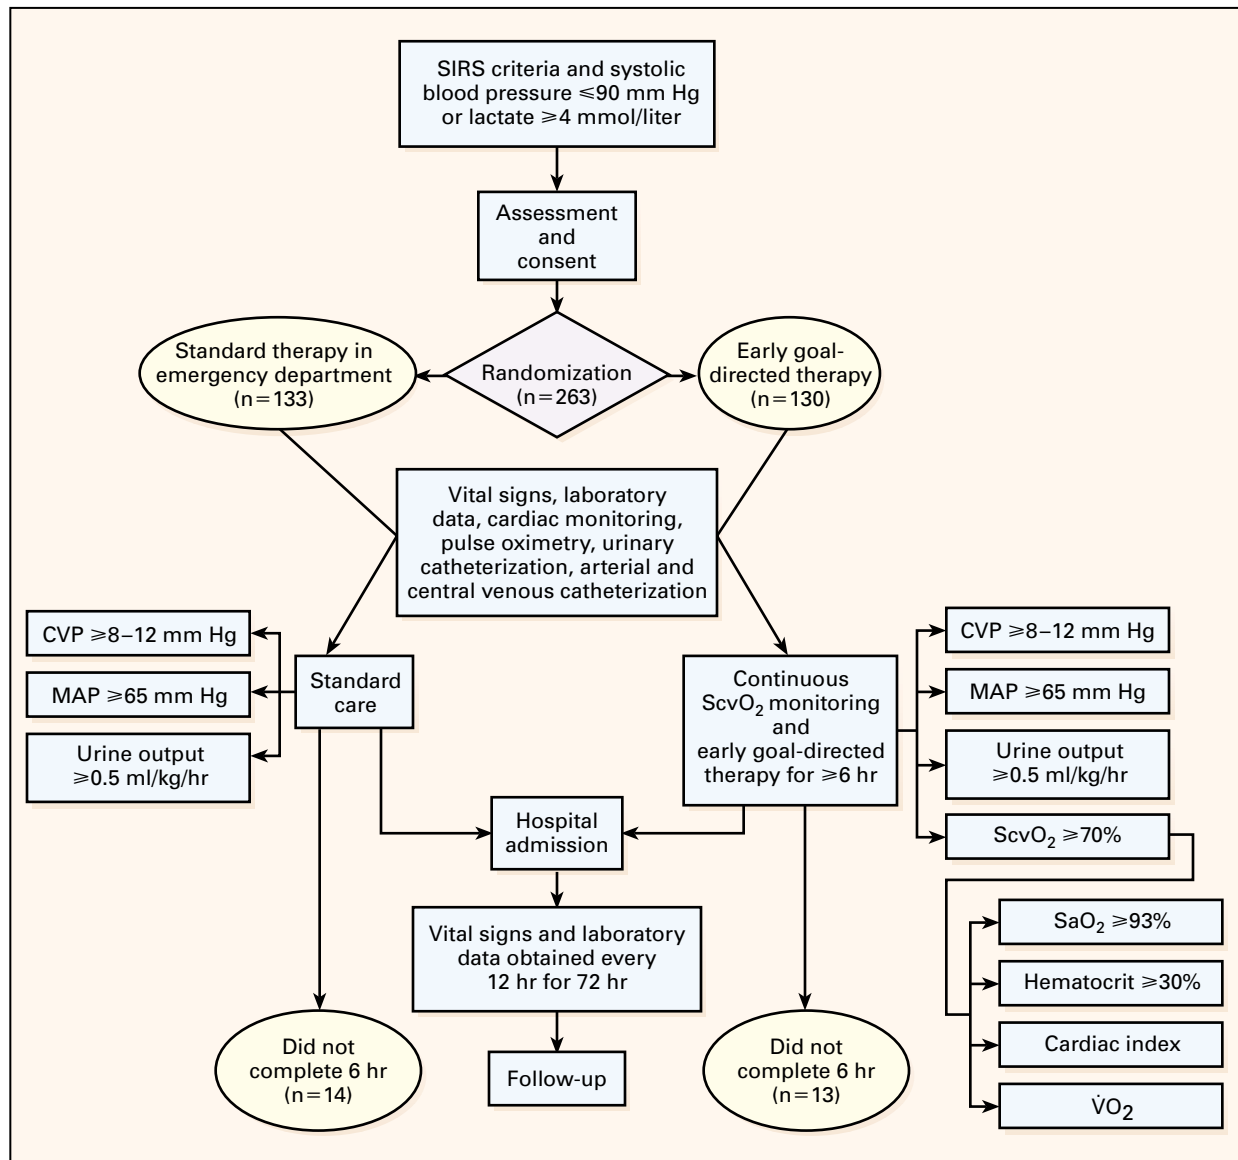 SIRS criteria and systolic
blood pressure ≤90 mm Hg
or lactate ≥4 mmol/liter
Assessment
and
consent
Standard therapy in
emergency department
(n=133)
Randomization
(n=263)
Early goal-
directed therapy
(n=130)
Vital signs, laboratory
data, cardiac monitoring,
pulse oximetry, urinary
catheterization, arterial and
central venous catheterization
CVP ≥8–12 mm Hg
MAP ≥65 mm Hg
Urine output
≥0.5 ml/kg/hr
Standard
care
Continuous
ScvO₂ monitoring
and
early goal-directed
therapy for ≥6 hr
CVP ≥8–12 mm Hg
MAP ≥65 mm Hg
Urine output
≥0.5 ml/kg/hr
ScvO₂ ≥70%
Hospital
admission
Vital signs and laboratory
data obtained every
12 hr for 72 hr
SaO₂ ≥93%
Hematocrit ≥30%
Cardiac index
V̇O₂
Did not
complete 6 hr
(n=14)
Follow-up
Did not
complete 6 hr
(n=13)